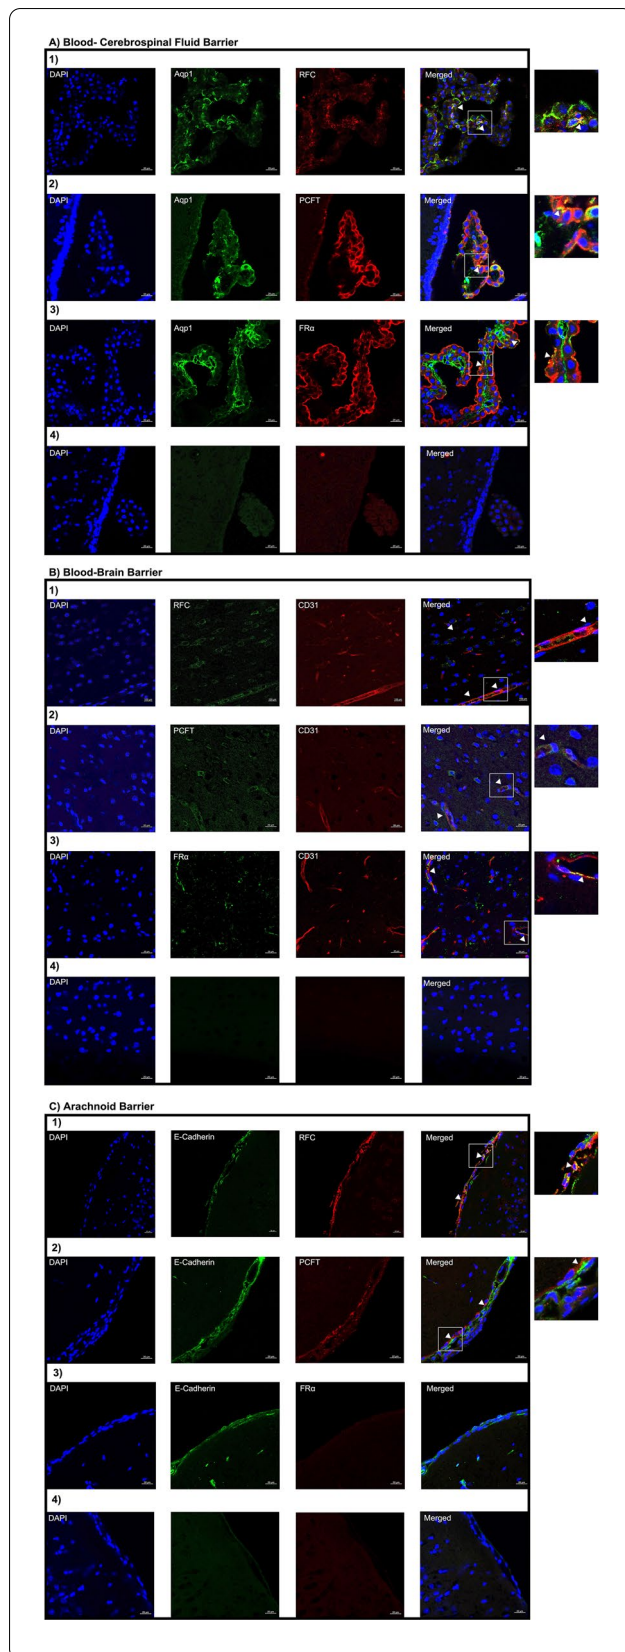 A) Blood- Cerebrospinal Fluid Barrier
1)
DAPI Aqp1 RFC Merged
2)
DAPI Aqp1 PCFT Merged
3)
DAPI Aqp1 FRα Merged
4)
DAPI Merged
B) Blood-Brain Barrier
1)
DAPI RFC CD31 Merged
2)
DAPI PCFT CD31 Merged
3)
DAPI FRα CD31 Merged
4)
DAPI Merged
C) Arachnoid Barrier
1)
DAPI E-Cadherin RFC Merged
2)
DAPI E-Cadherin PCFT Merged
3)
DAPI E-Cadherin FRα Merged
4)
DAPI Merged